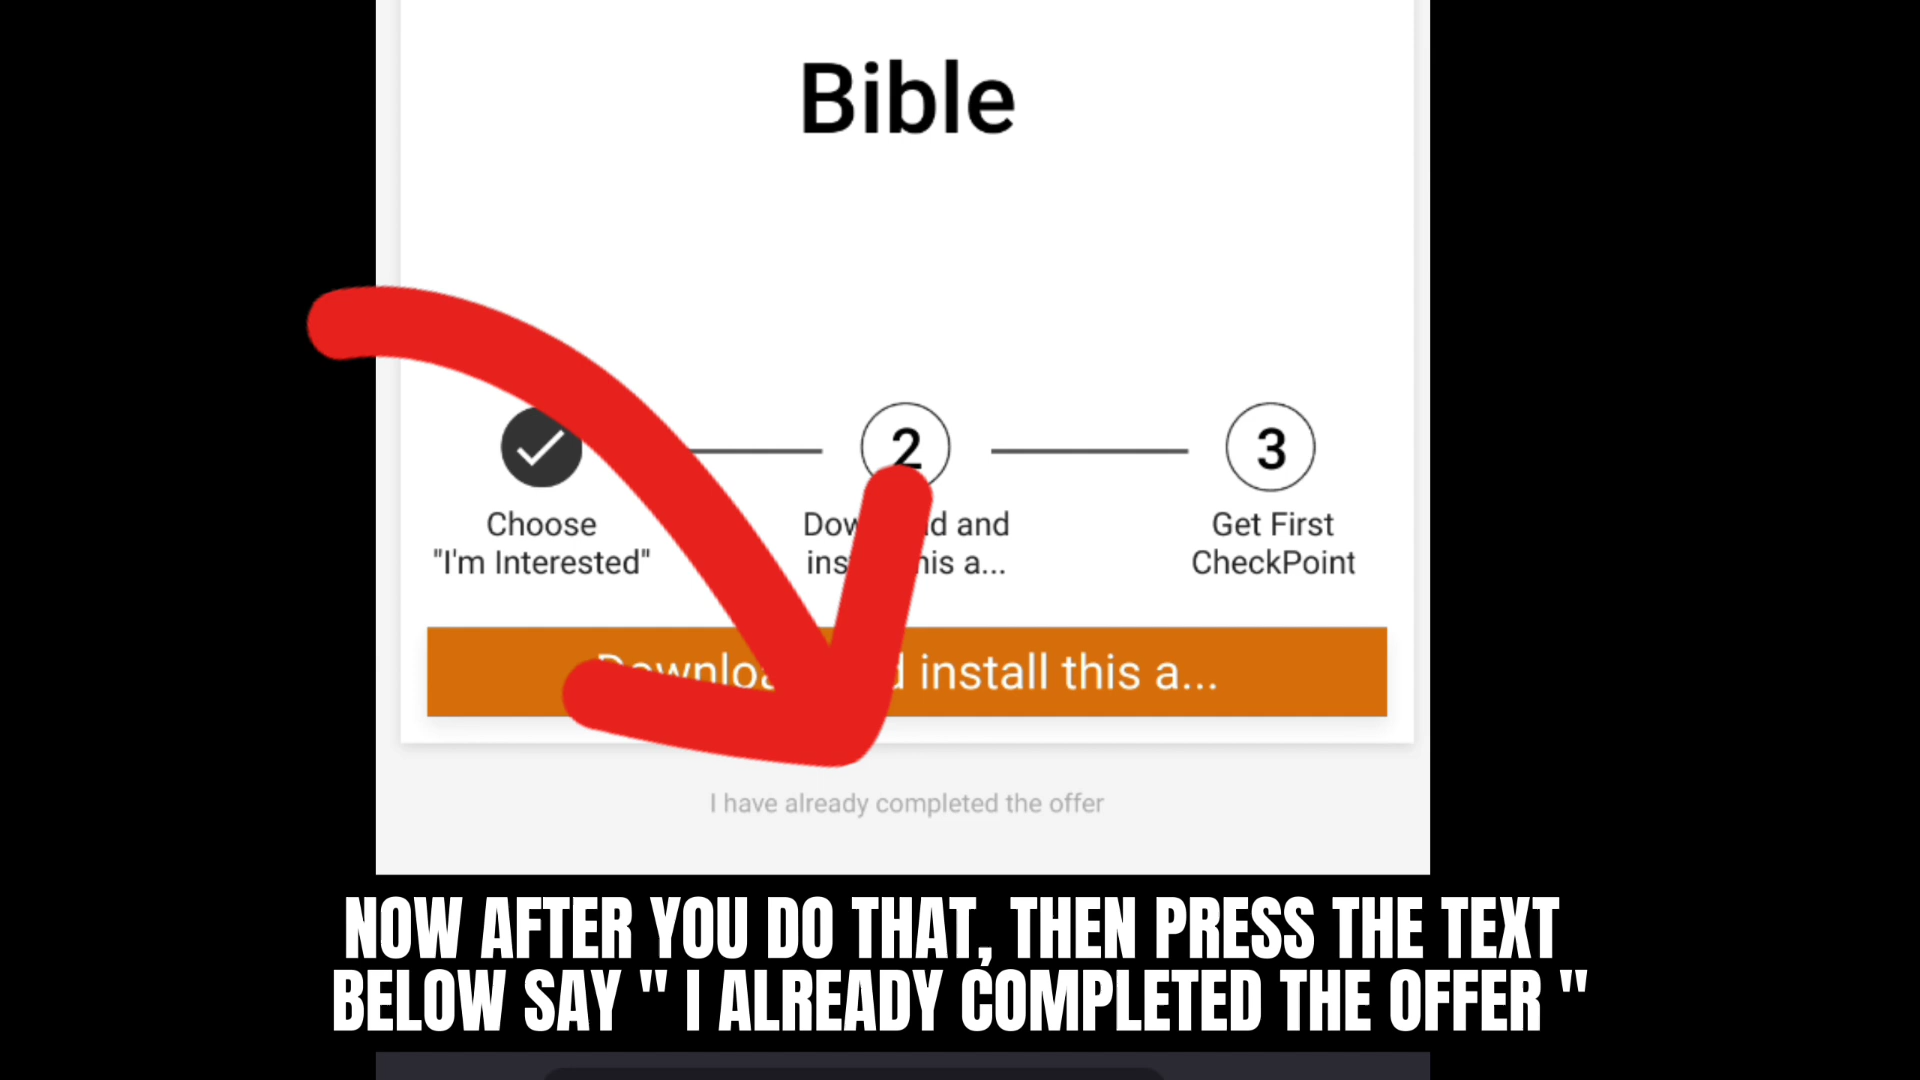 Bible
2
3
Choose
"I'm Interested"
and
a...
Get First
CheckPoint
install this a...
I have already completed the offer
NOW AFTER YOU DO THAT, THEN PRESS THE TEXT
BELOW SAY " I ALREADY COMPLETED THE OFFER "